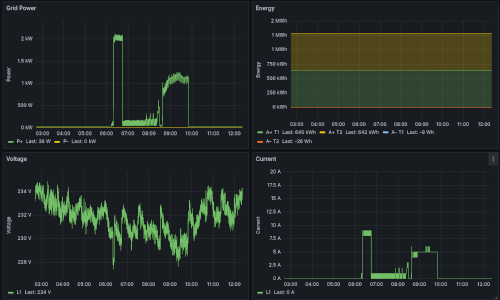 Grid Power
Power
2 kW
2 kW
1 kW
500 W
0 W
03:00 04:00 05:00 06:00 07:00 08:00 09:00 10:00 11:00 12:00
P+ Last: 36 W P- Last: 0 kW
Energy
Energy
2 MWh
1 MWh
1 MWh
750 kWh
500 kWh
250 kWh
0 kWh
03:00 04:00 05:00 06:00 07:00 08:00 09:00 10:00 11:00 12:00
A+ T1 Last: 640 kWh A+ T2 Last: 642 kWh A- T1 Last: -9 Wh
A- T2 Last: -26 Wh
Voltage
Voltage
234 V
232 V
230 V
228 V
03:00 04:00 05:00 06:00 07:00 08:00 09:00 10:00 11:00 12:00
L1 Last: 234 V
Current
Current
20 A
17.5 A
15 A
12.5 A
10 A
7.5 A
5 A
2.5 A
0 A
03:00 04:00 05:00 06:00 07:00 08:00 09:00 10:00 11:00 12:00
L1 Last: 0 A